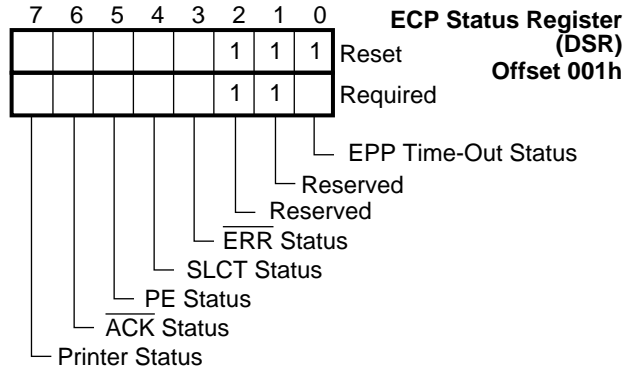 7 6 5 4 3 2 1 0
ECP Status Register
(DSR)
Offset 001h
1 1 1 Reset
1 1 Required
EPP Time-Out Status
Reserved
Reserved
ERR Status
SLCT Status
PE Status
ACK Status
Printer Status